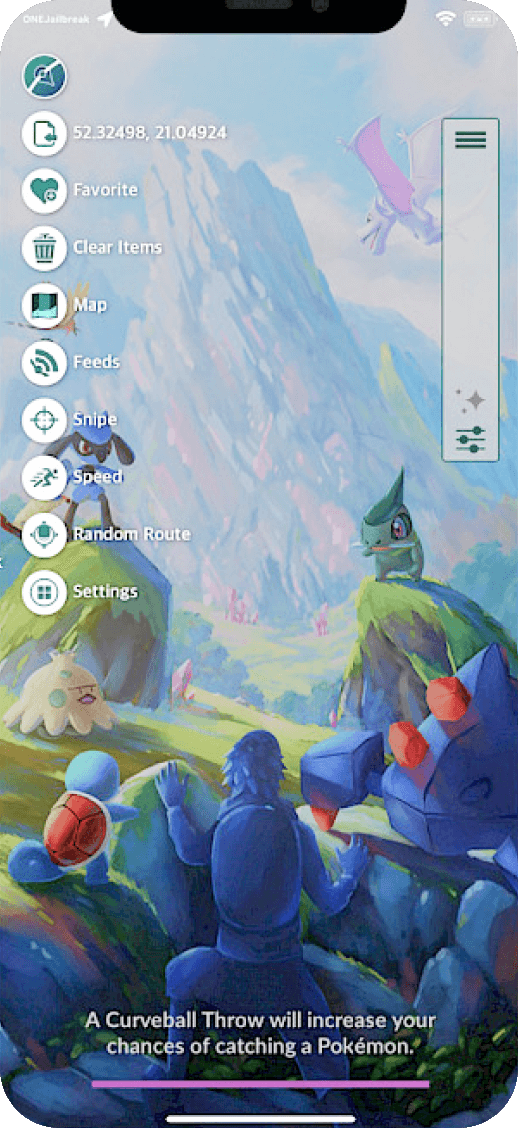 ONEJailbreak
52.32498, 21.04924
Favorite
Clear Items
Map
Feeds
Snipe
Speed
Random Route
Settings
A Curveball Throw will increase your
chances of catching a Pokémon.